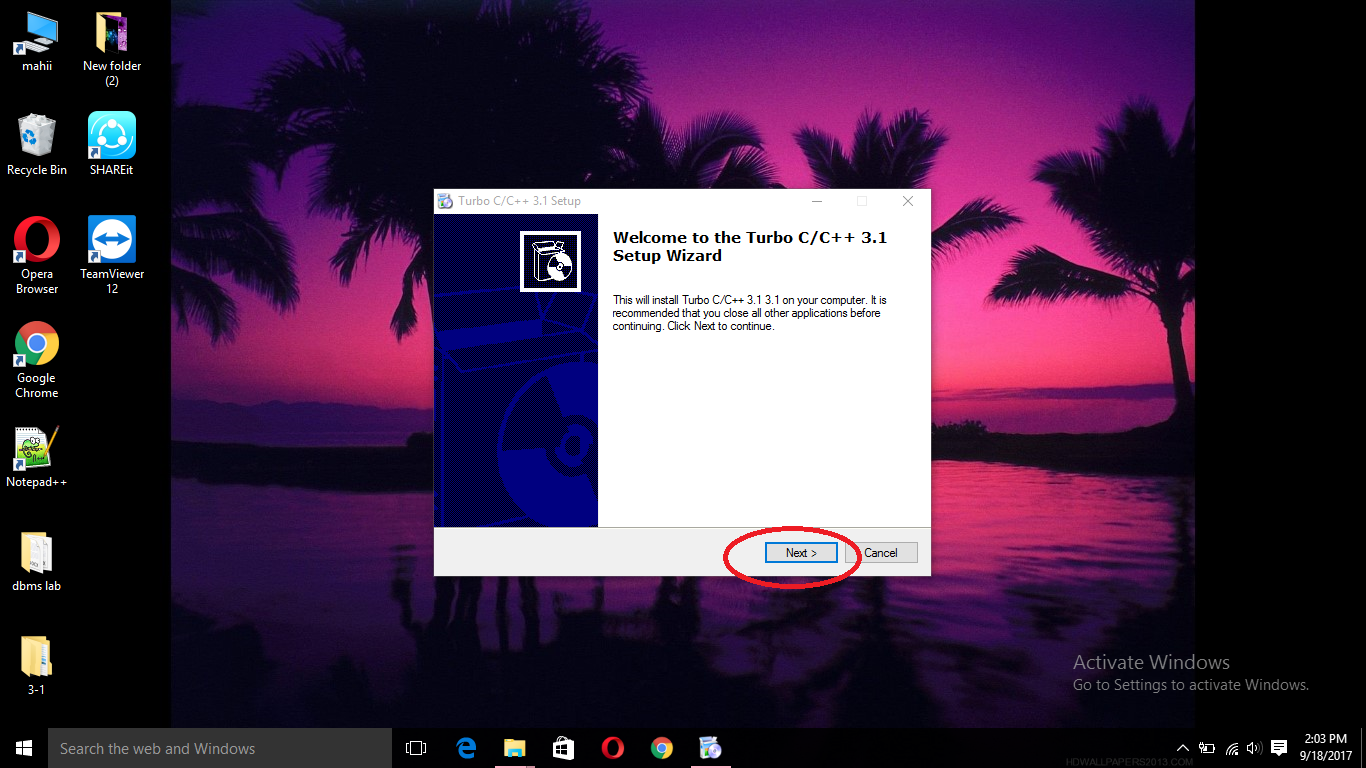 mahii
New folder
(2)
Recycle Bin
SHAREit
Opera
Browser
TeamViewer
12
Google
Chrome
Notepad++
dbms lab
3-1
Turbo C/C++ 3.1 Setup
Welcome to the Turbo C/C++ 3.1
Setup Wizard
This will install Turbo C/C++ 3.1 3.1 on your computer. It is
recommended that you close all other applications before
continuing. Click Next to continue.
Next >
Cancel
Activate Windows
Go to Settings to activate Windows.
Search the web and Windows
2:03 PM
9/18/2017
HDWALLPAPERS2013.COM